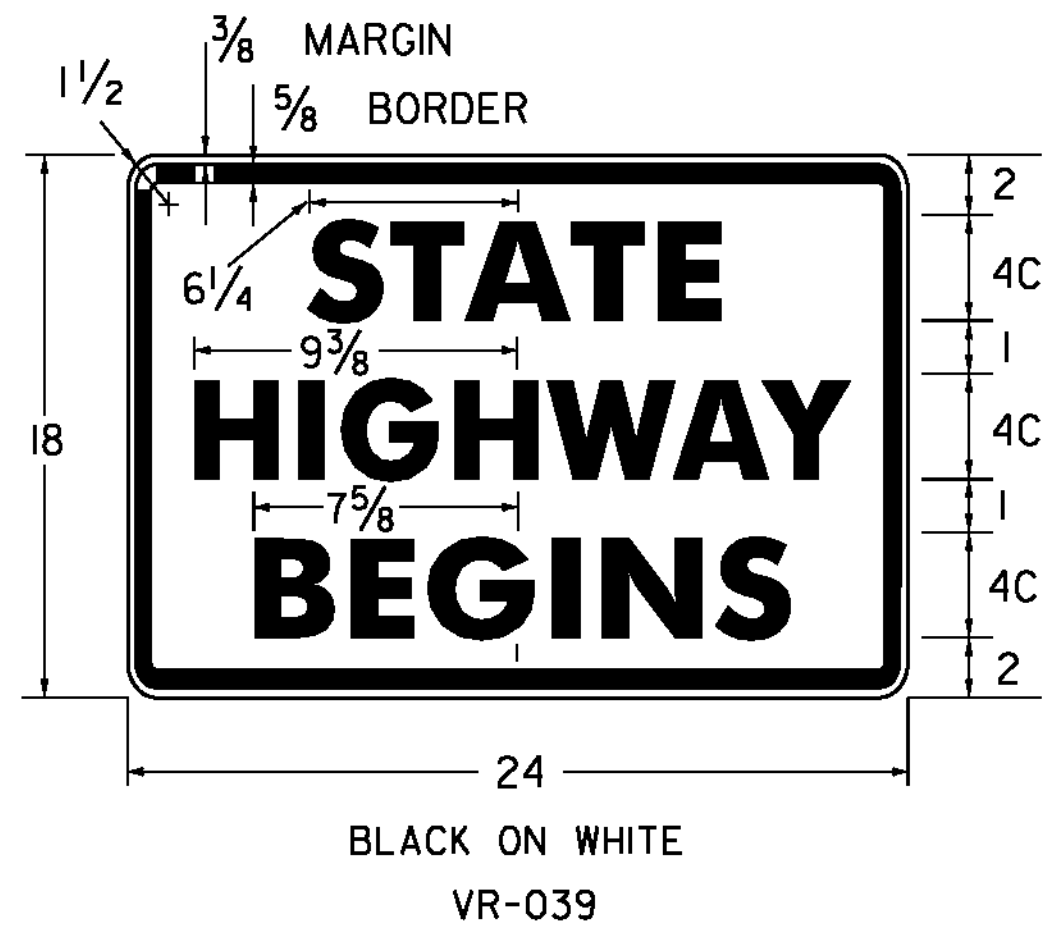 3/8 MARGIN
1 1/2
5/8 BORDER
2
STATE
4C
6 1/4
9 3/8
1
HIGHWAY
4C
18
7 5/8
1
BEGINS
4C
2
24
BLACK ON WHITE
VR-039